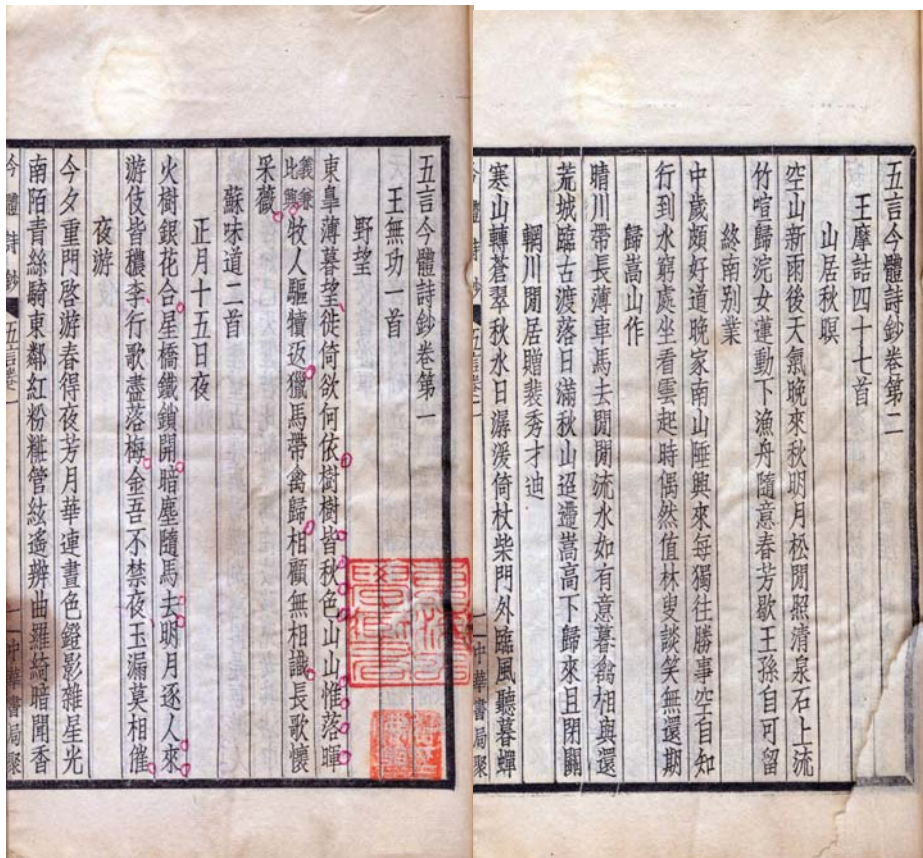 五言今體詩鈔卷第一
王無功一首
野望
東臯薄暮望徙倚欲何依樹樹皆秋色山山惟落暉
義兼比興牧人驅犢返獵馬帶禽歸相顧無相識長歌懷
采薇
蘇味道二首
正月十五日夜
火樹銀花合星橋鐵鎖開暗塵隨馬去明月逐人來
游伎皆穠李行歌盡落梅金吾不禁夜玉漏莫相催
夜游
今夕重門啓游春得夜芳月華連晝色鐙影雜星光
南陌青絲騎東鄰紅粉糚管絃遙辨曲羅綺暗聞香
今體詩鈔 五言卷一 一 中華書局聚
五言今體詩鈔卷第二
王摩詰四十七首
山居秋暝
空山新雨後天氣晚來秋明月松閒照清泉石上流
竹喧歸浣女蓮動下漁舟隨意春芳歇王孫自可留
終南別業
中歲頗好道晚家南山陲興來每獨往勝事空自知
行到水窮處坐看雲起時偶然值林叟談笑無還期
歸嵩山作
晴川帶長薄車馬去閒閒流水如有意暮禽相與還
荒城臨古渡落日滿秋山迢遞嵩高下歸來且閉關
輞川閒居贈裴秀才迪
寒山轉蒼翠秋水日潺湲倚杖柴門外臨風聽暮蟬
今體詩鈔 五言卷二 一 中華書局聚